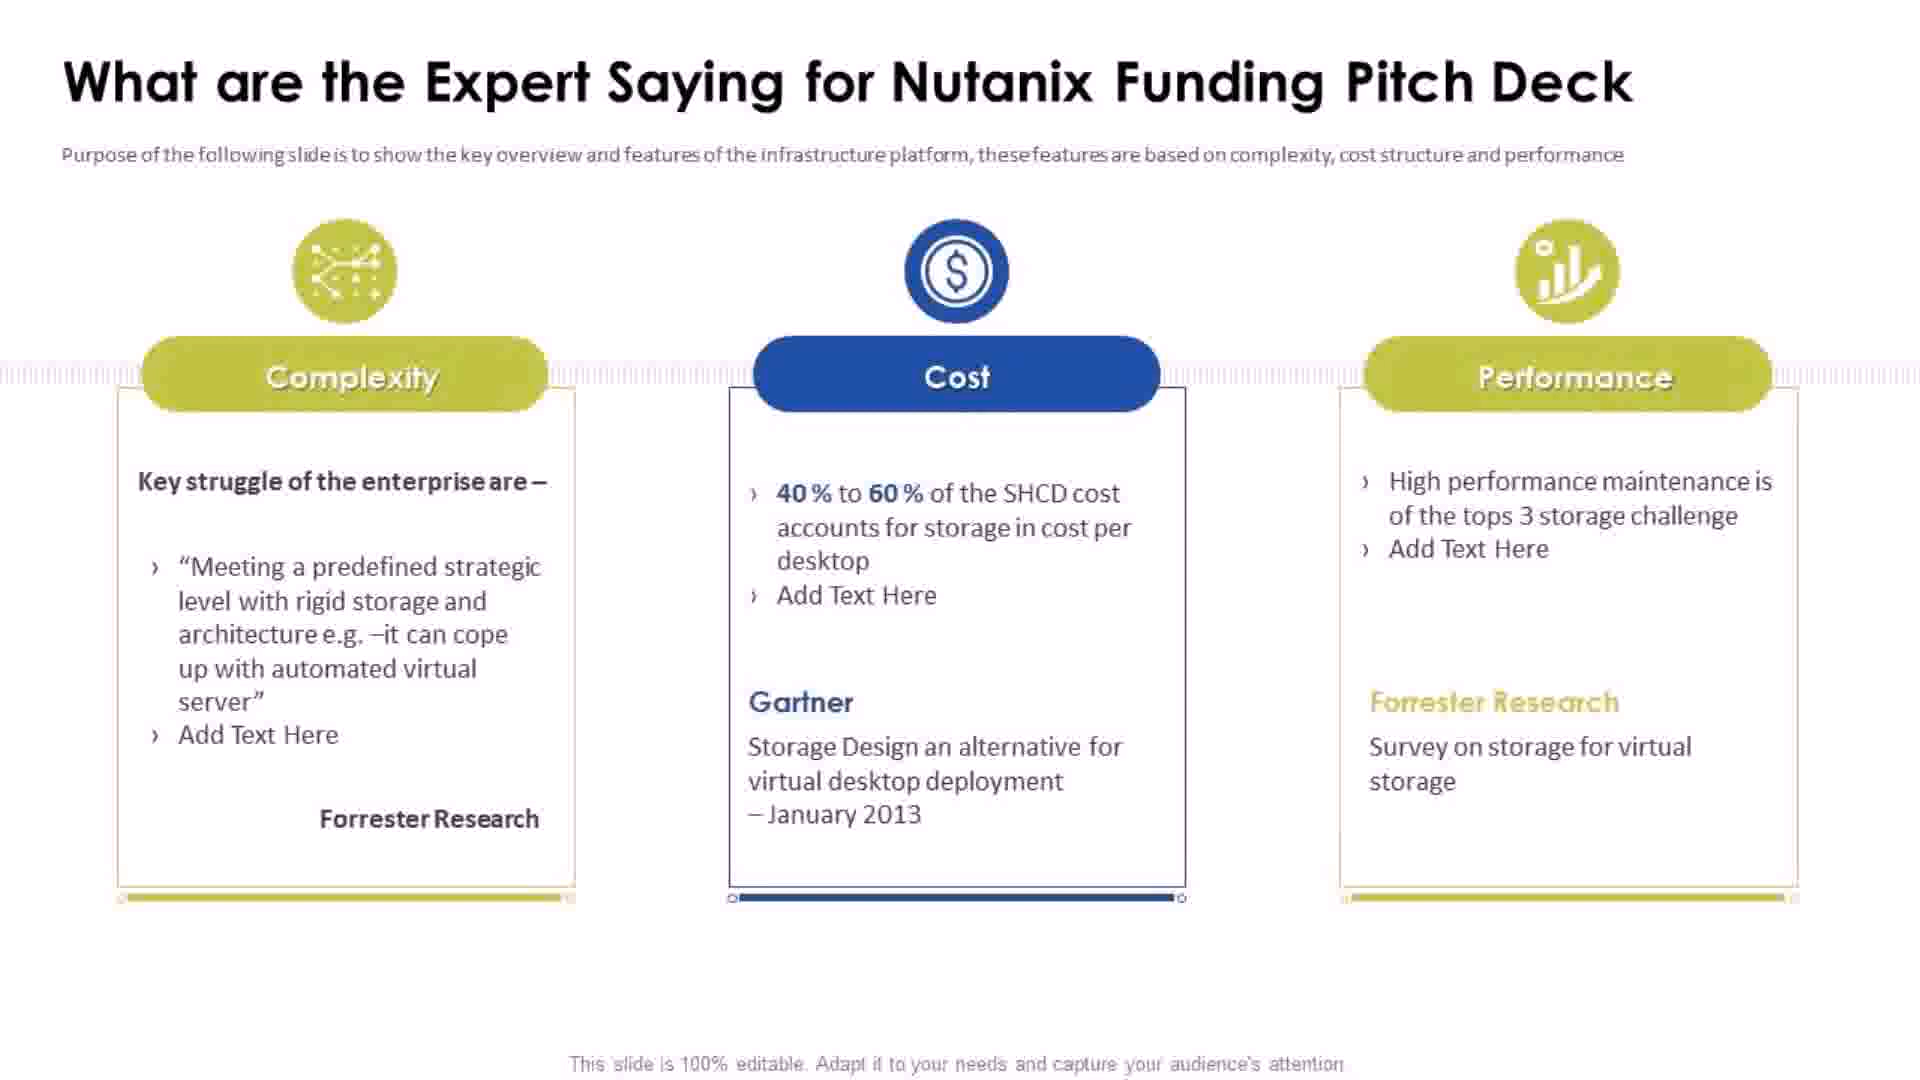 What are the Expert Saying for Nutanix Funding Pitch Deck
Purpose of the following slide is to show the key overview and features of the infrastructure platform, these features are based on complexity, cost structure and performance
Complexity
Key struggle of the enterprise are –
› “Meeting a predefined strategic
level with rigid storage and
architecture e.g. –it can cope
up with automated virtual
server”
› Add Text Here
Forrester Research
Cost
› 40 % to 60 % of the SHCD cost
accounts for storage in cost per
desktop
› Add Text Here
Gartner
Storage Design an alternative for
virtual desktop deployment
– January 2013
Performance
› High performance maintenance is
of the tops 3 storage challenge
› Add Text Here
Forrester Research
Survey on storage for virtual
storage
This slide is 100% editable. Adapt it to your needs and capture your audience's attention